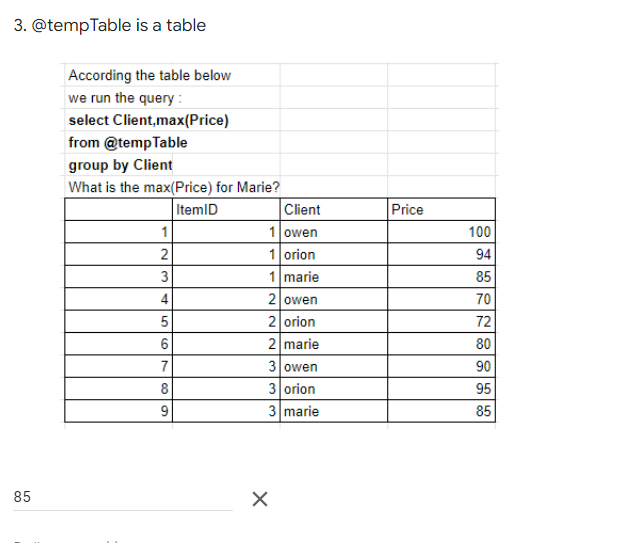 3. @tempTable is a table
According the table below
we run the query :
select Client,max(Price)
from @tempTable
group by Client
What is the max(Price) for Marie?
ItemID Client Price
1 1 owen 100
2 1 orion 94
3 1 marie 85
4 2 owen 70
5 2 orion 72
6 2 marie 80
7 3 owen 90
8 3 orion 95
9 3 marie 85
85